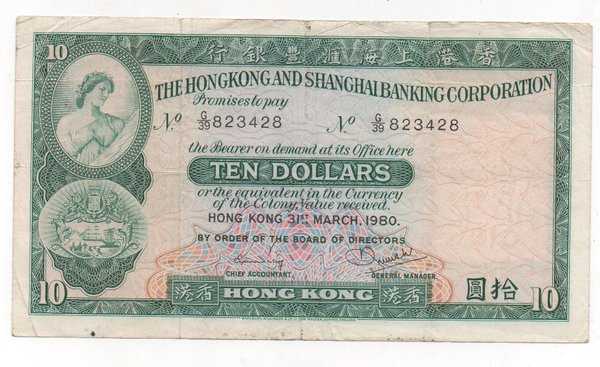 10 香港上海滙豐銀行
THE HONGKONG AND SHANGHAI BANKING CORPORATION
Promises to pay
No. G/39 823428 No. G/39 823428
the Bearer on demand at its Office here
TEN DOLLARS
or the equivalent in the Currency
of the Colony, Value received.
HONG KONG 31ST MARCH, 1980.
BY ORDER OF THE BOARD OF DIRECTORS
CHIEF ACCOUNTANT. GENERAL MANAGER
10 香港 HONG KONG 香港 拾圓 10